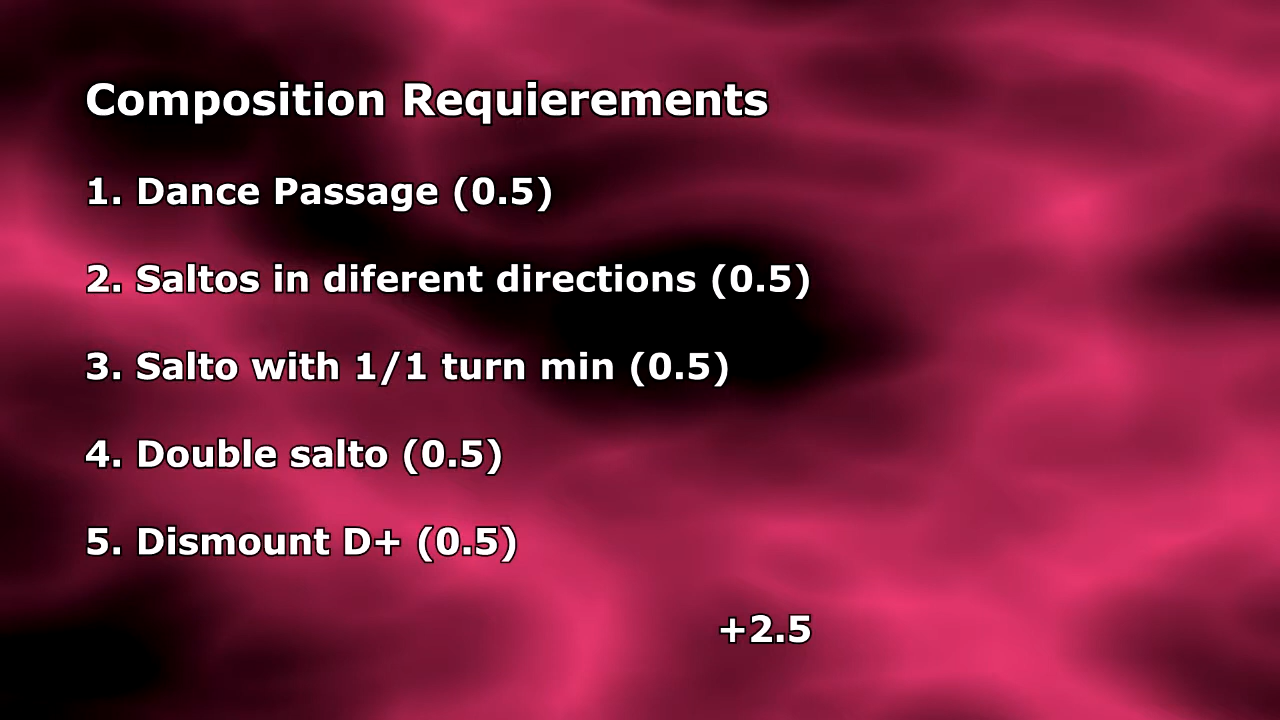 Composition Requierements
1. Dance Passage (0.5)
2. Saltos in diferent directions (0.5)
3. Salto with 1/1 turn min (0.5)
4. Double salto (0.5)
5. Dismount D+ (0.5)
+2.5